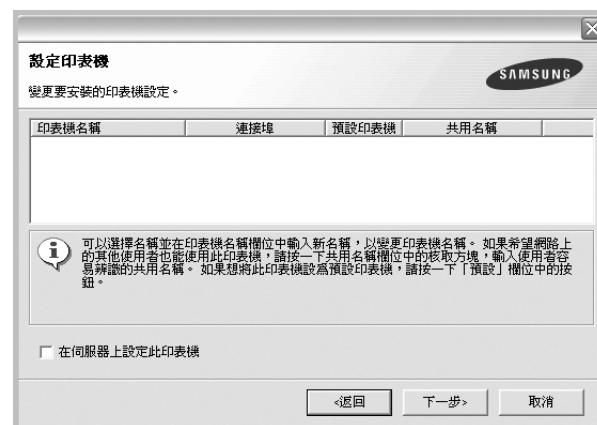 設定印表機
變更要安裝的印表機設定。
SAMSUNG
印表機名稱 連接埠 預設印表機 共用名稱
可以選擇名稱並在印表機名稱欄位中輸入新名稱，以變更印表機名稱。如果希望網路上
的其他使用者也能使用此印表機，請按一下共用名稱欄位中的核取方塊，輸入使用者容
易辨識的共用名稱。如果想將此印表機設為預設印表機，請按一下「預設」欄位中的按
鈕。
在伺服器上設定此印表機
<返回 下一步> 取消